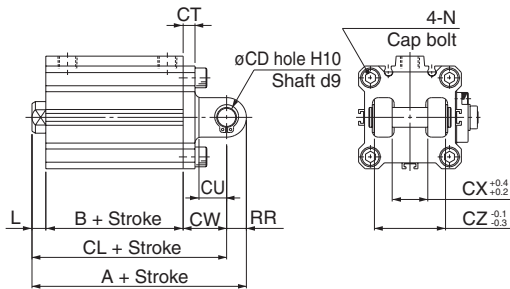 CT
4-N
Cap bolt
øCD hole H10
Shaft d9
CU
L
B + Stroke
CW
RR
CL + Stroke
A + Stroke
CX +0.4 +0.2
CZ -0.1 -0.3